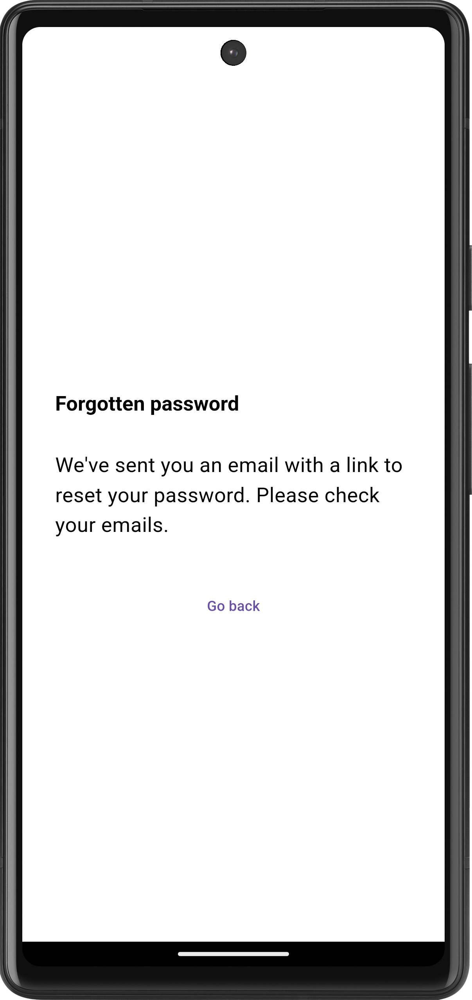 Forgotten password
We've sent you an email with a link to
reset your password. Please check
your emails.
Go back